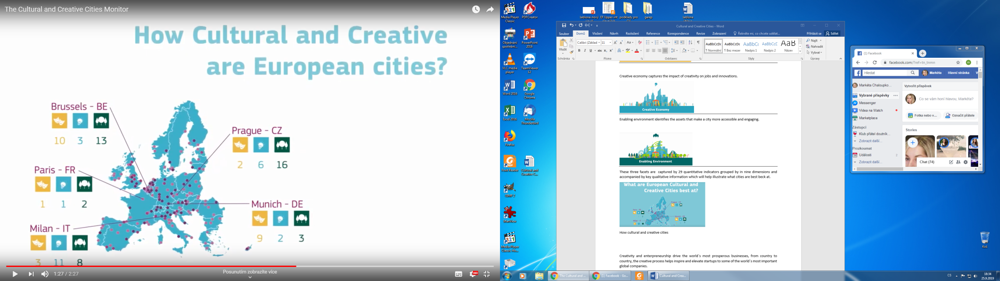 The Cultural and Creative Cities Monitor
How Cultural and Creative
are European cities?
Brussels - BE
10 3 13
Prague - CZ
2 6 16
Paris - FR
1 1 2
Munich - DE
9 2 3
Milan - IT
3 11 8
1:27 / 2:27
Posunutím zobrazíte více
HD
Media Player
Classic
PDFCreator
šablona-nový
EF Upper-int
podklady pro
garep
šablona
Objednání
spotřební...
PowerPoint
2016
VLC media
player
TeamViewer
12
Word 2016
Google
Chrome
Excel 2016
Mozilla
Thunderbird
Firefox
Foxit Reader
Cultural and
Creative C...
GIMP 2
IrfanView
Media Player
Classic Ho...
Koš
Cultural and Creative Cities - Word
Soubor Domů Vložení Návrh Rozložení Reference Korespondence Revize Zobrazení Řekněte mi, co chcete udělat... Přihlásit se Sdílet
Vložit
Calibri (Základ 11
AaBbCcDc AaBbCcDc AaBbCc AaBbCcC AaB
¶ Normální ¶ Bez mezer Nadpis 1 Nadpis 2 Název
Najít
Nahradit
Vybrat
Schránka Písmo Odstavec Styly Úpravy
Creative economy captures the impact of creativity on jobs and innovations.
Creative Economy
Enabling environment identifies the assets that make a city more accessible and engaging.
Enabling Environment
These three facets are captured by 29 quantitative indicators grouped by in nine dimensions and
accompanied by key qualitative information which will help illustrate what cities are best beck at.
What are European Cultural and
Creative Cities best at?
Prague - CZ
Paris - FR
Munich - DE
Milan - IT
How cultural and creative cities
Creativity and enterpreneurship drive the world´s most prosperous businesses, from country to
country, the creative process helps inspire and elevate startups to some of the world´s most important
global companies.
(1) Facebook
facebook.com/?ref=tn_tnmn
Hledat
Markéta Hlavní stránka
Markéta Chaloupko...
Vybrané příspěvky
Messenger
Videa na Watch
Marketplace
Zástupci
Klub přátel doutník...
Zobrazit další...
Prozkoumat
Události 2
Zobrazit další...
Vytvořit příspěvek
Co se vám honí hlavou, Markéta?
Fotka nebo v... Označit přátele
Stories
Chat (74)
The Cultural and ...
(1) Facebook - Go...
Cultural and Crea...
CS
18:34
25.9.2019